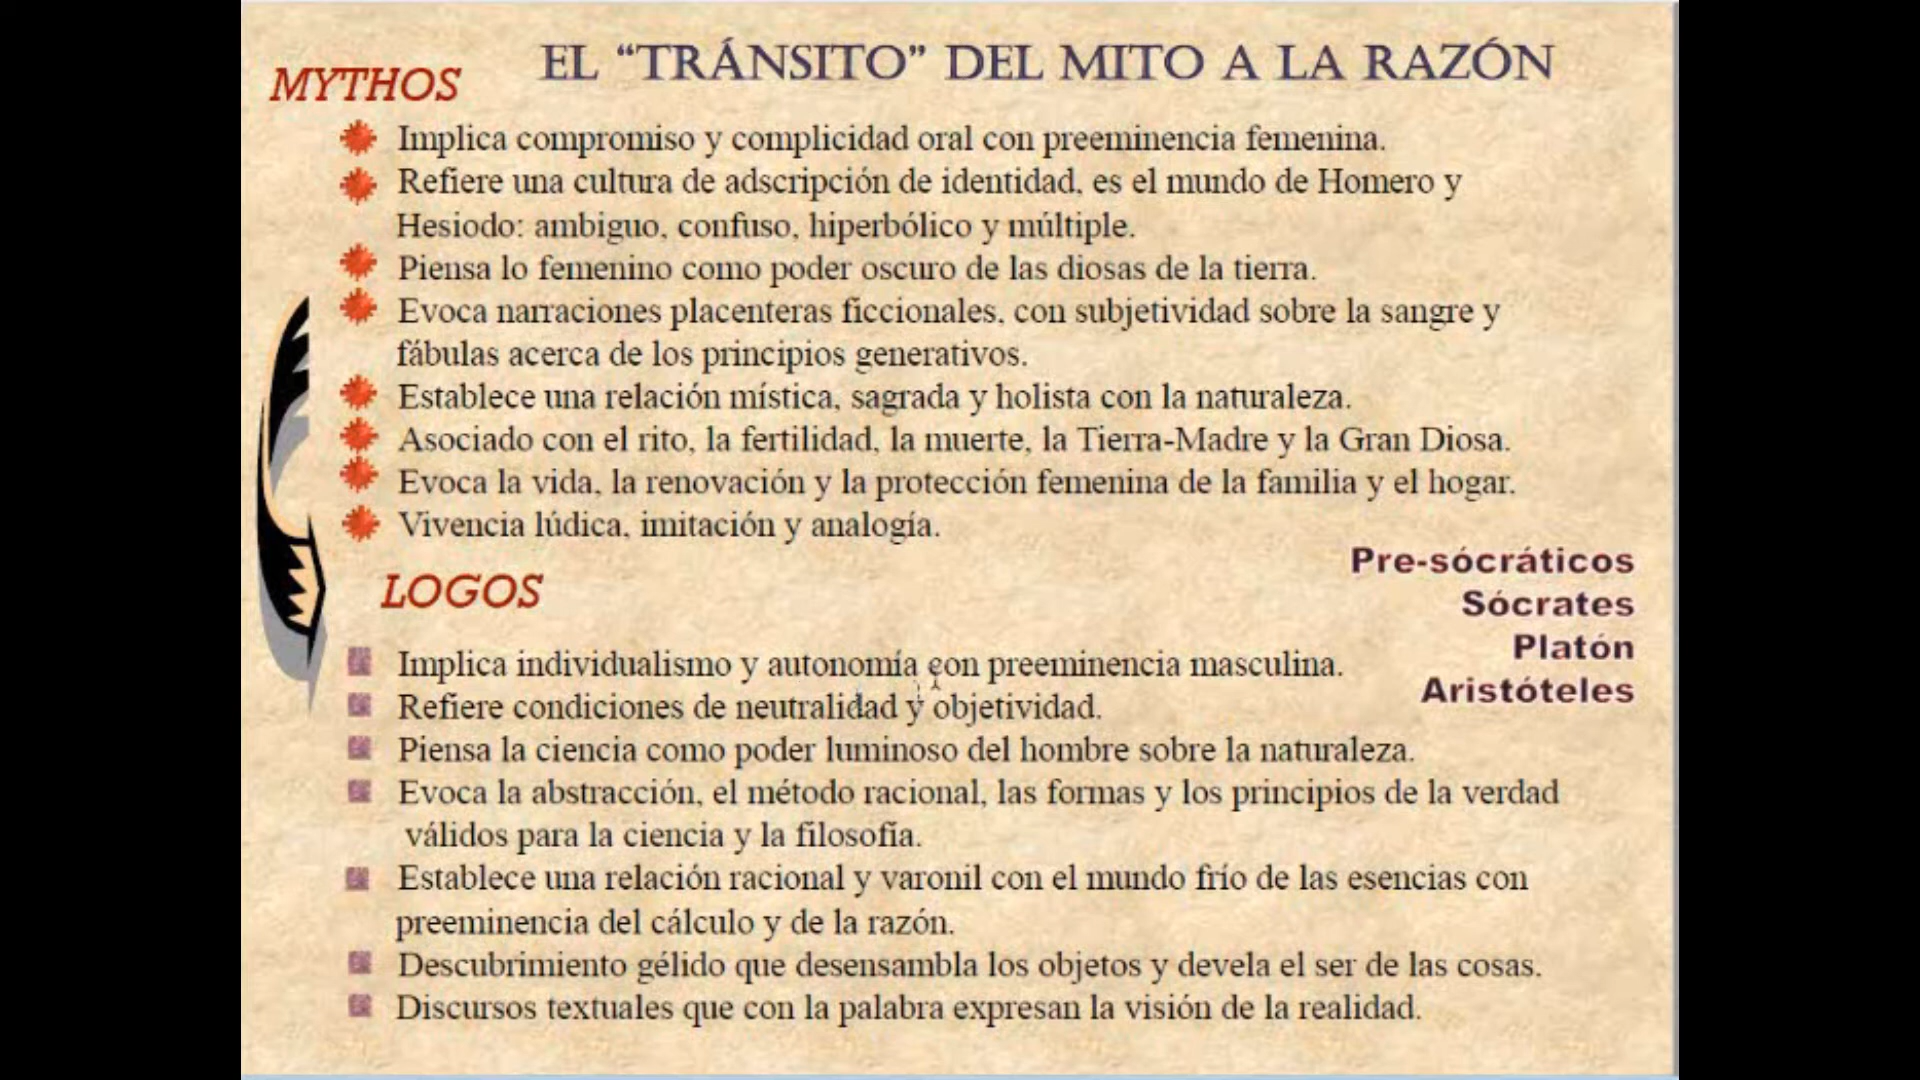 EL “TRÁNSITO” DEL MITO A LA RAZÓN
MYTHOS
Implica compromiso y complicidad oral con preeminencia femenina.
Refiere una cultura de adscripción de identidad, es el mundo de Homero y
Hesiodo: ambiguo, confuso, hiperbólico y múltiple.
Piensa lo femenino como poder oscuro de las diosas de la tierra.
Evoca narraciones placenteras ficcionales, con subjetividad sobre la sangre y
fábulas acerca de los principios generativos.
Establece una relación mística, sagrada y holista con la naturaleza.
Asociado con el rito, la fertilidad, la muerte, la Tierra-Madre y la Gran Diosa.
Evoca la vida, la renovación y la protección femenina de la familia y el hogar.
Vivencia lúdica, imitación y analogía.
Pre-sócráticos
Sócrates
Platón
Aristóteles
LOGOS
Implica individualismo y autonomía con preeminencia masculina.
Refiere condiciones de neutralidad y objetividad.
Piensa la ciencia como poder luminoso del hombre sobre la naturaleza.
Evoca la abstracción, el método racional, las formas y los principios de la verdad
válidos para la ciencia y la filosofía.
Establece una relación racional y varonil con el mundo frío de las esencias con
preeminencia del cálculo y de la razón.
Descubrimiento gélido que desensambla los objetos y devela el ser de las cosas.
Discursos textuales que con la palabra expresan la visión de la realidad.